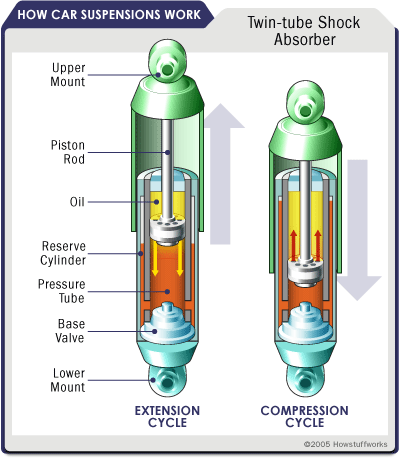 HOW CAR SUSPENSIONS WORK
Twin-tube Shock
Absorber
Upper
Mount
Piston
Rod
Oil
Reserve
Cylinder
Pressure
Tube
Base
Valve
Lower
Mount
EXTENSION
CYCLE
COMPRESSION
CYCLE
©2005 Howstuffworks